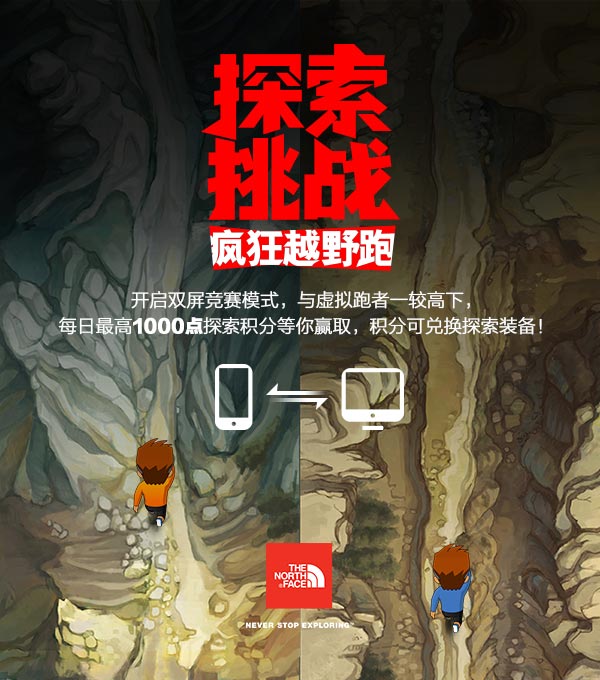 探索
挑战
疯狂越野跑
开启双屏竞赛模式，与虚拟跑者一较高下，
每日最高1000点探索积分等你赢取，积分可兑换探索装备！
THE
NORTH
FACE
NEVER STOP EXPLORING™